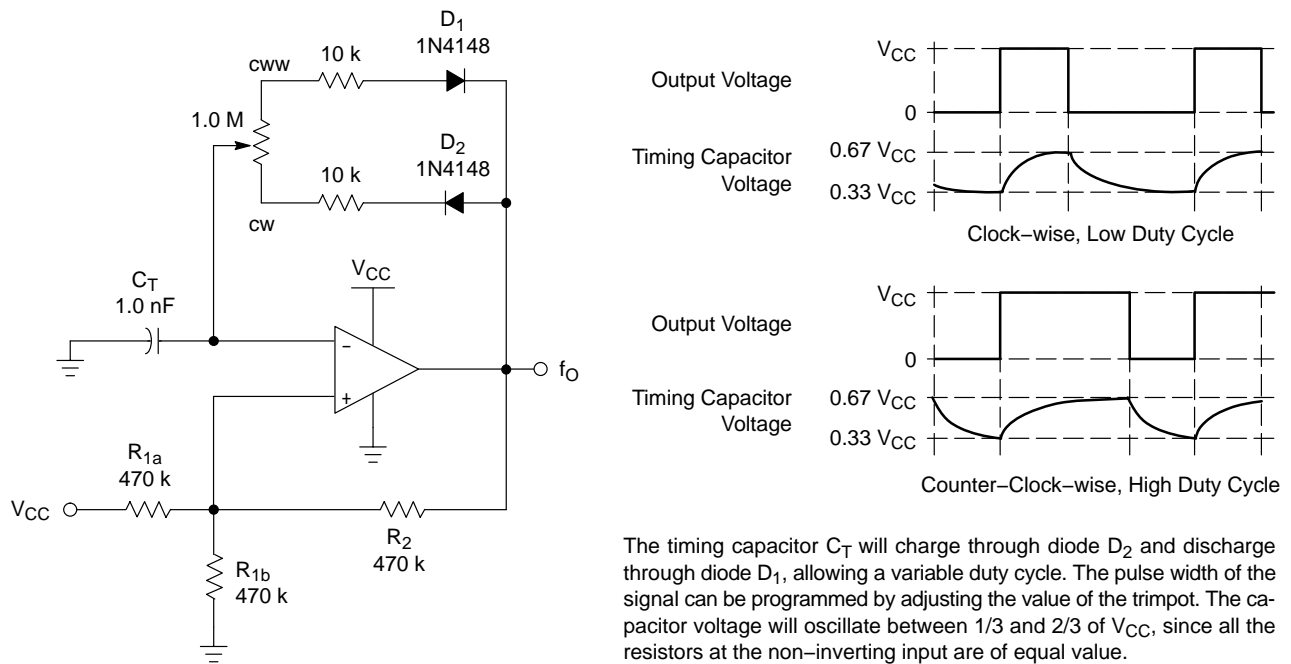 D1
1N4148
10 k
cww
1.0 M
D2
1N4148
10 k
cw
VCC
CT
1.0 nF
−
+
fO
R1a
470 k
VCC
R2
470 k
R1b
470 k
VCC
Output Voltage
0
Timing Capacitor
Voltage
0.67 VCC
0.33 VCC
Clock−wise, Low Duty Cycle
VCC
Output Voltage
0
Timing Capacitor
Voltage
0.67 VCC
0.33 VCC
Counter−Clock−wise, High Duty Cycle
The timing capacitor CT will charge through diode D2 and discharge
through diode D1, allowing a variable duty cycle. The pulse width of the
signal can be programmed by adjusting the value of the trimpot. The ca-
pacitor voltage will oscillate between 1/3 and 2/3 of VCC, since all the
resistors at the non−inverting input are of equal value.